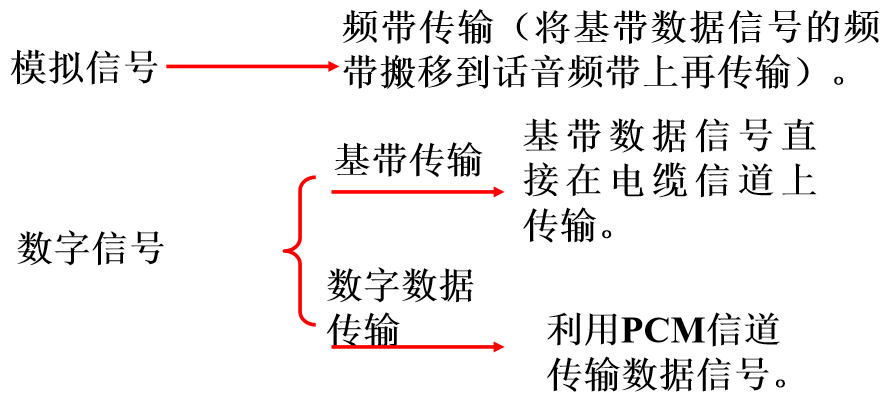 模拟信号
频带传输（将基带数据信号的频
带搬移到话音频带上再传输）。
数字信号
基带传输
基带数据信号直
接在电缆信道上
传输。
数字数据
传输
利用PCM信道
传输数据信号。